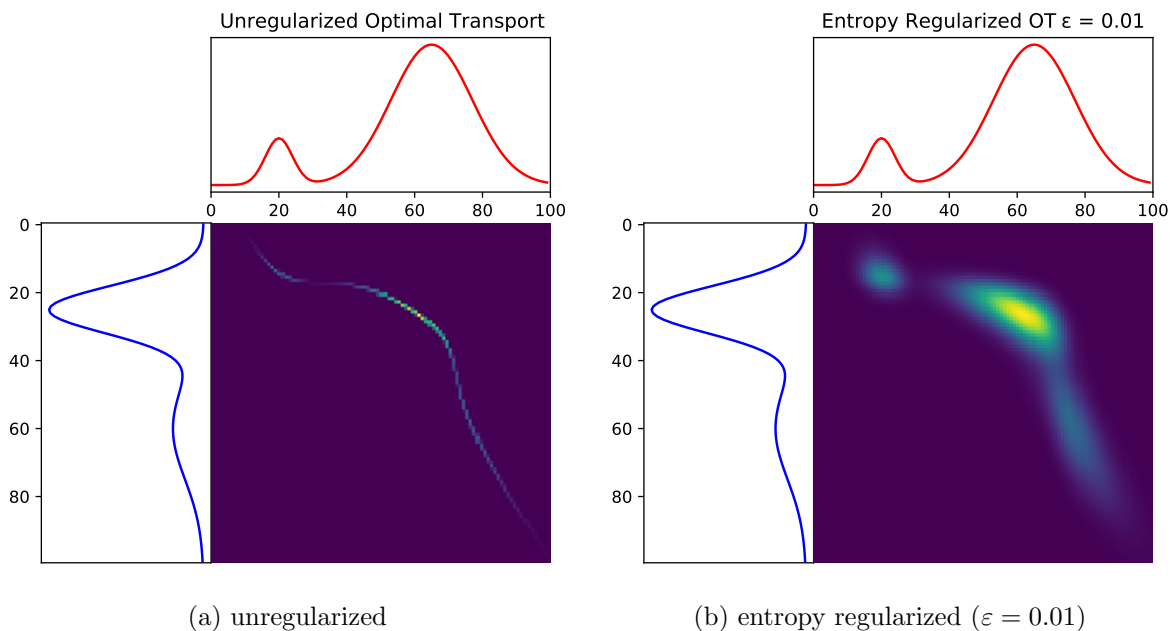 Unregularized Optimal Transport
Entropy Regularized OT ε = 0.01
0 20 40 60 80 100
0 20 40 60 80 100
0
20
40
60
80
0
20
40
60
80
(a) unregularized
(b) entropy regularized (ε = 0.01)